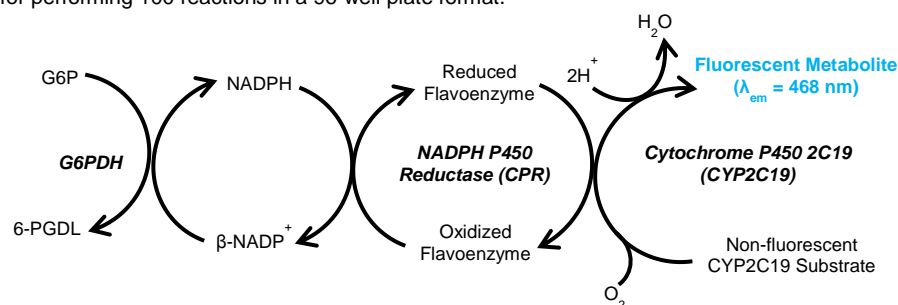 for performing 100 reactions in a 96-well plate format.
G6P
NADPH
Reduced
Flavoenzyme
2H+
H2O
Fluorescent Metabolite
(λem = 468 nm)
G6PDH
NADPH P450
Reductase (CPR)
Cytochrome P450 2C19
(CYP2C19)
6-PGDL
β-NADP+
Oxidized
Flavoenzyme
Non-fluorescent
CYP2C19 Substrate
O2